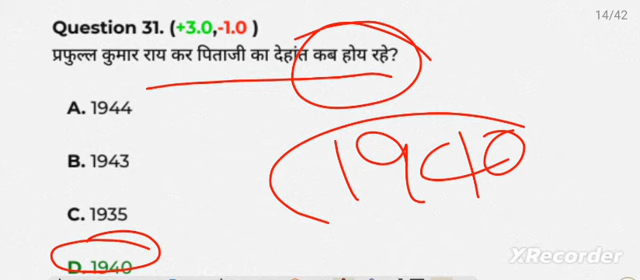 14/42
Question 31. (+3.0,-1.0 )
प्रफुल्ल कुमार राय कर पिताजी का देहांत कब होय रहे?
A. 1944
B. 1943
1940
C. 1935
D. 1940
XRecorder